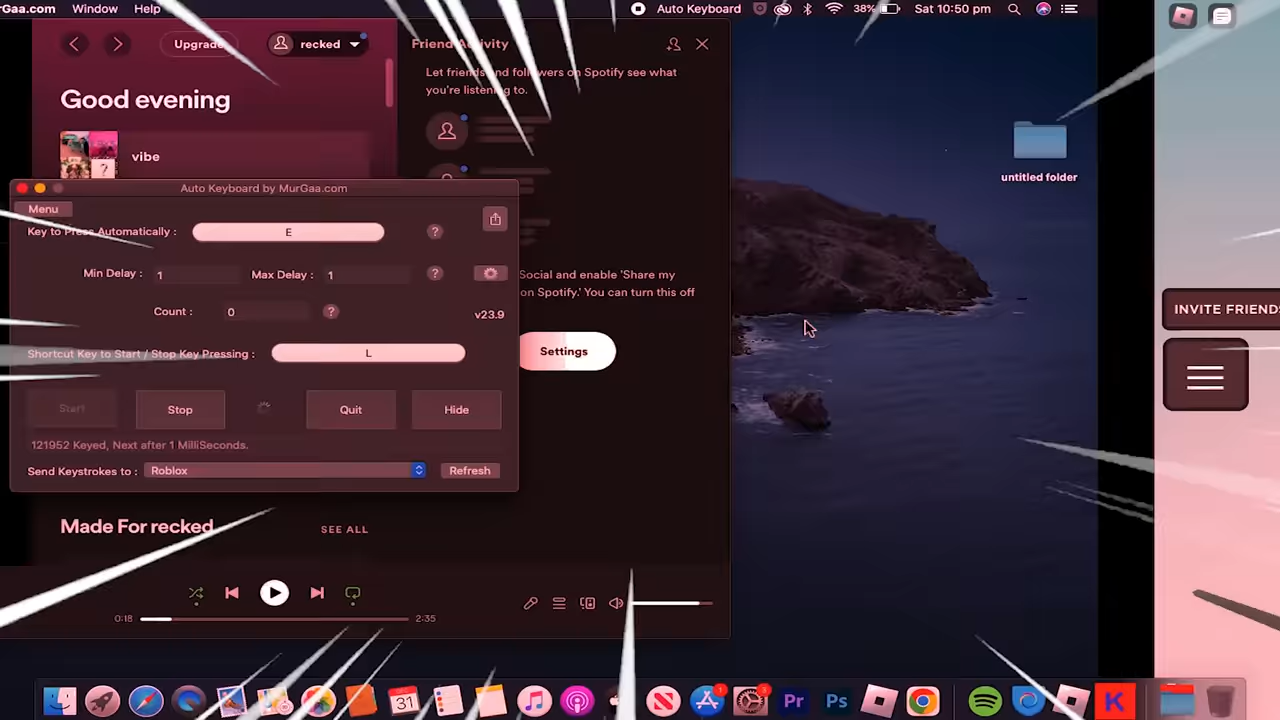 rGaa.com Window Help Auto Keyboard 38% Sat 10:50 pm
Upgrade recked Friend Activity
Let friends and followers on Spotify see what
you're listening to.
Good evening
vibe
untitled folder
Auto Keyboard by MurGaa.com
Menu
Key to Press Automatically : E ?
Min Delay : 1 Max Delay : 1 ?
Social and enable 'Share my
on Spotify.' You can turn this off
Count : 0 ? v23.9
INVITE FRIENDS
Shortcut Key to Start / Stop Key Pressing : L
Settings
Start Stop Quit Hide
121952 Keyed, Next after 1 MilliSeconds.
Send Keystrokes to : Roblox Refresh
Made For recked SEE ALL
0:18 2:35
31 1 3 Pr Ps K